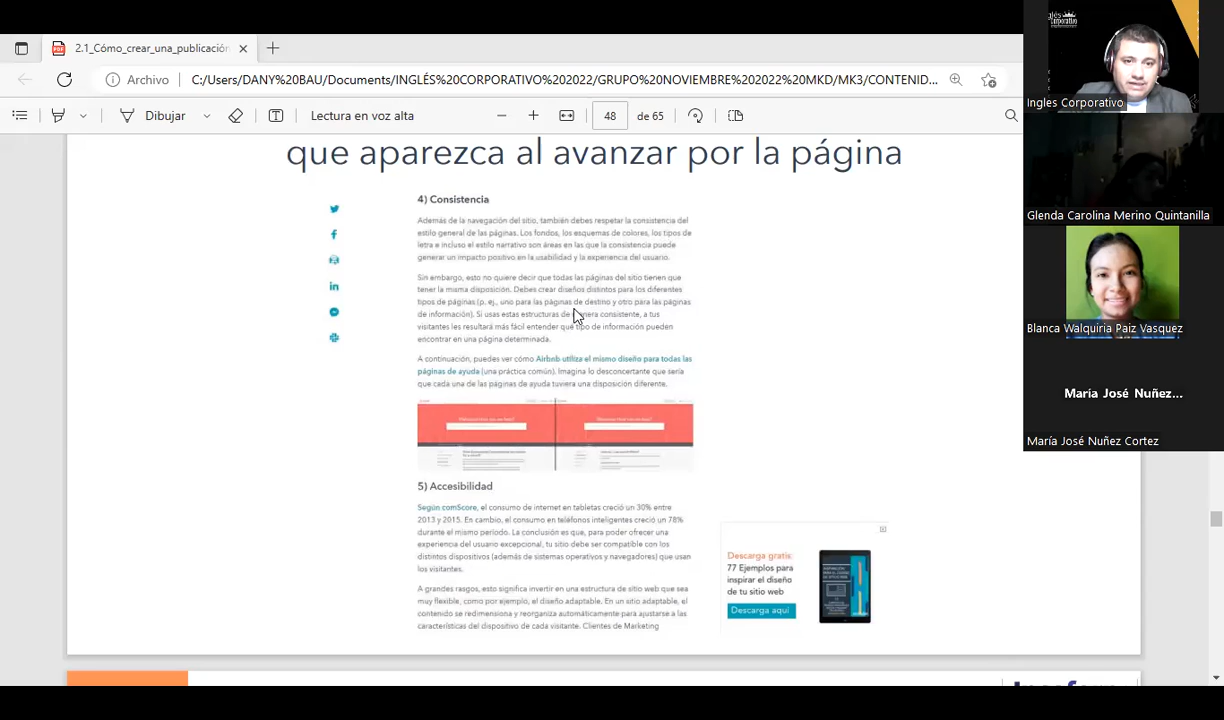 2.1_Cómo_crear_una_publicación
Archivo
C:/Users/DANY%20BAU/Documents/INGLÉS%20CORPORATIVO%202022/GRUPO%20NOVIEMBRE%202022%20MKD/MK3/CONTENID...
Dibujar
Lectura en voz alta
48
de 65
que aparezca al avanzar por la página
4) Consistencia
Además de la navegación del sitio, también debes respetar la consistencia del
estilo general de las páginas. Los fondos, los esquemas de colores, los tipos de
letra e incluso el estilo narrativo son áreas en las que la consistencia puede
generar un impacto positivo en la usabilidad y la experiencia del usuario.
Sin embargo, esto no quiere decir que todas las páginas del sitio tienen que
tener la misma disposición. Debes crear diseños distintos para los diferentes
tipos de páginas (p. ej., uno para las páginas de destino y otro para las páginas
de información). Si usas estas estructuras de manera consistente, a tus
visitantes les resultará más fácil entender qué tipo de información pueden
encontrar en una página determinada.
A continuación, puedes ver cómo Airbnb utiliza el mismo diseño para todas las
páginas de ayuda (una práctica común). Imagina lo desconcertante que sería
que cada una de las páginas de ayuda tuviera una disposición diferente.
5) Accesibilidad
Según comScore, el consumo de internet en tabletas creció un 30% entre
2013 y 2015. En cambio, el consumo en teléfonos inteligentes creció un 78%
durante el mismo período. La conclusión es que, para poder ofrecer una
experiencia del usuario excepcional, tu sitio debe ser compatible con los
distintos dispositivos (además de sistemas operativos y navegadores) que usan
los visitantes.
A grandes rasgos, esto significa invertir en una estructura de sitio web que sea
muy flexible, como por ejemplo, el diseño adaptable. En un sitio adaptable, el
contenido se redimensiona y reorganiza automáticamente para ajustarse a las
características del dispositivo de cada visitante. Clientes de Marketing
Descarga gratis:
77 Ejemplos para
inspirar el diseño
de tu sitio web
Descarga aquí
Ingles Corporativo
Glenda Carolina Merino Quintanilla
Blanca Walquiria Paiz Vasquez
María José Nuñez...
María José Nuñez Cortez